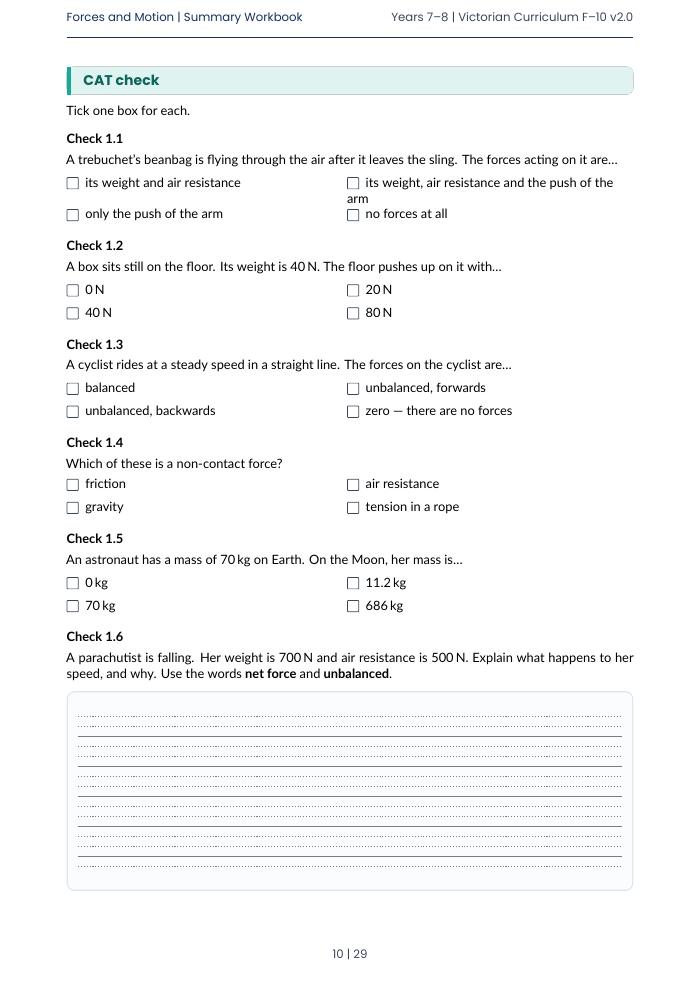 Forces and Motion | Summary Workbook
Years 7–8 | Victorian Curriculum F–10 v2.0
CAT check
Tick one box for each.
Check 1.1
A trebuchet's beanbag is flying through the air after it leaves the sling. The forces acting on it are...
its weight and air resistance
its weight, air resistance and the push of the
arm
only the push of the arm
no forces at all
Check 1.2
A box sits still on the floor. Its weight is 40 N. The floor pushes up on it with...
0 N
20 N
40 N
80 N
Check 1.3
A cyclist rides at a steady speed in a straight line. The forces on the cyclist are...
balanced
unbalanced, forwards
unbalanced, backwards
zero — there are no forces
Check 1.4
Which of these is a non-contact force?
friction
air resistance
gravity
tension in a rope
Check 1.5
An astronaut has a mass of 70 kg on Earth. On the Moon, her mass is...
0 kg
11.2 kg
70 kg
686 kg
Check 1.6
A parachutist is falling. Her weight is 700 N and air resistance is 500 N. Explain what happens to her
speed, and why. Use the words net force and unbalanced.
10 | 29